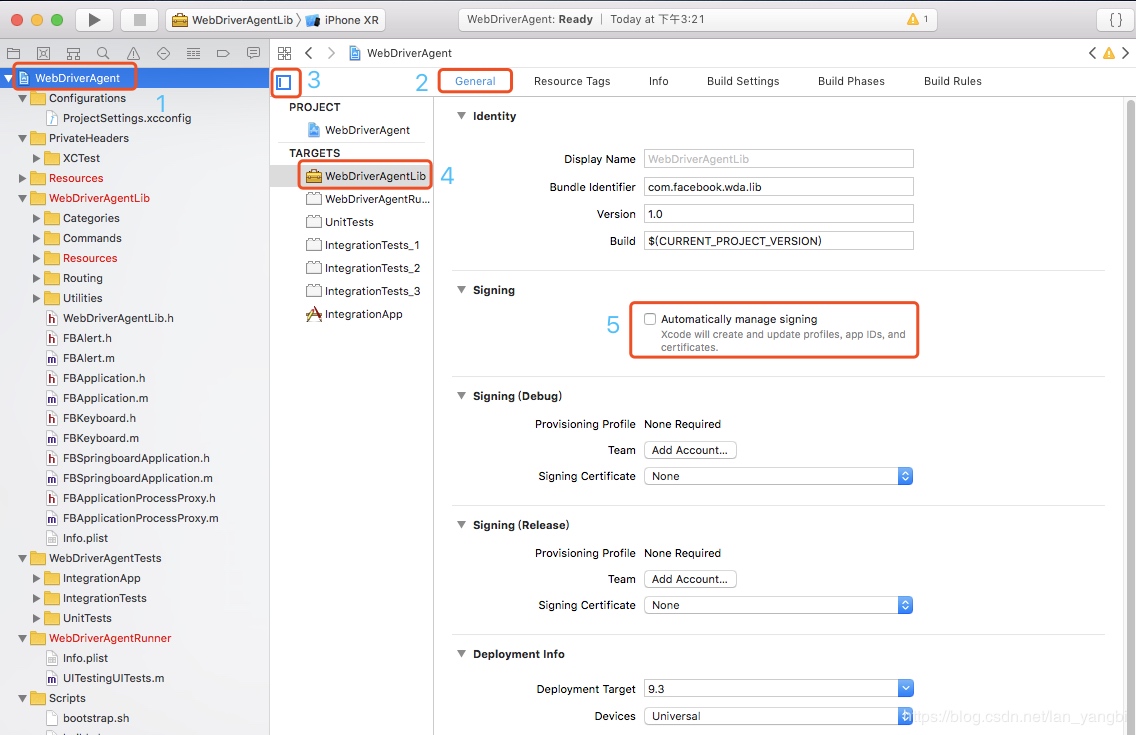 WebDriverAgentLib
iPhone XR
WebDriverAgent: Ready
Today at 下午3:21
1
{ }
WebDriverAgent
WebDriverAgent
1
Configurations
ProjectSettings.xcconfig
PrivateHeaders
XCTest
Resources
WebDriverAgentLib
Categories
Commands
Resources
Routing
Utilities
WebDriverAgentLib.h
FBAlert.h
FBAlert.m
FBApplication.h
FBApplication.m
FBKeyboard.h
FBKeyboard.m
FBSpringboardApplication.h
FBSpringboardApplication.m
FBApplicationProcessProxy.h
FBApplicationProcessProxy.m
Info.plist
WebDriverAgentTests
IntegrationApp
IntegrationTests
UnitTests
WebDriverAgentRunner
Info.plist
UITestingUITests.m
Scripts
bootstrap.sh
3
2
General
Resource Tags
Info
Build Settings
Build Phases
Build Rules
PROJECT
WebDriverAgent
TARGETS
WebDriverAgentLib
4
WebDriverAgentRu...
UnitTests
IntegrationTests_1
IntegrationTests_2
IntegrationTests_3
IntegrationApp
Identity
Display Name WebDriverAgentLib
Bundle Identifier com.facebook.wda.lib
Version 1.0
Build $(CURRENT_PROJECT_VERSION)
Signing
5
Automatically manage signing
Xcode will create and update profiles, app IDs, and
certificates.
Signing (Debug)
Provisioning Profile None Required
Team Add Account...
Signing Certificate None
Signing (Release)
Provisioning Profile None Required
Team Add Account...
Signing Certificate None
Deployment Info
Deployment Target 9.3
Devices Universal
https://blog.csdn.net/lan_yangbi